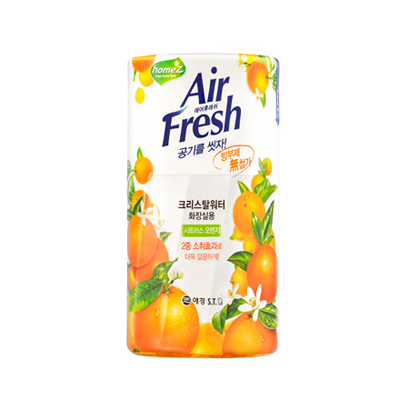 homeZ
Air
Fresh
에어후레쉬
공기를 씻자!
방부제
無첨가
크리스탈워터
화장실용
시트러스 오렌지
2중 소취효과로
더욱 깔끔하게!
애경 S.T.